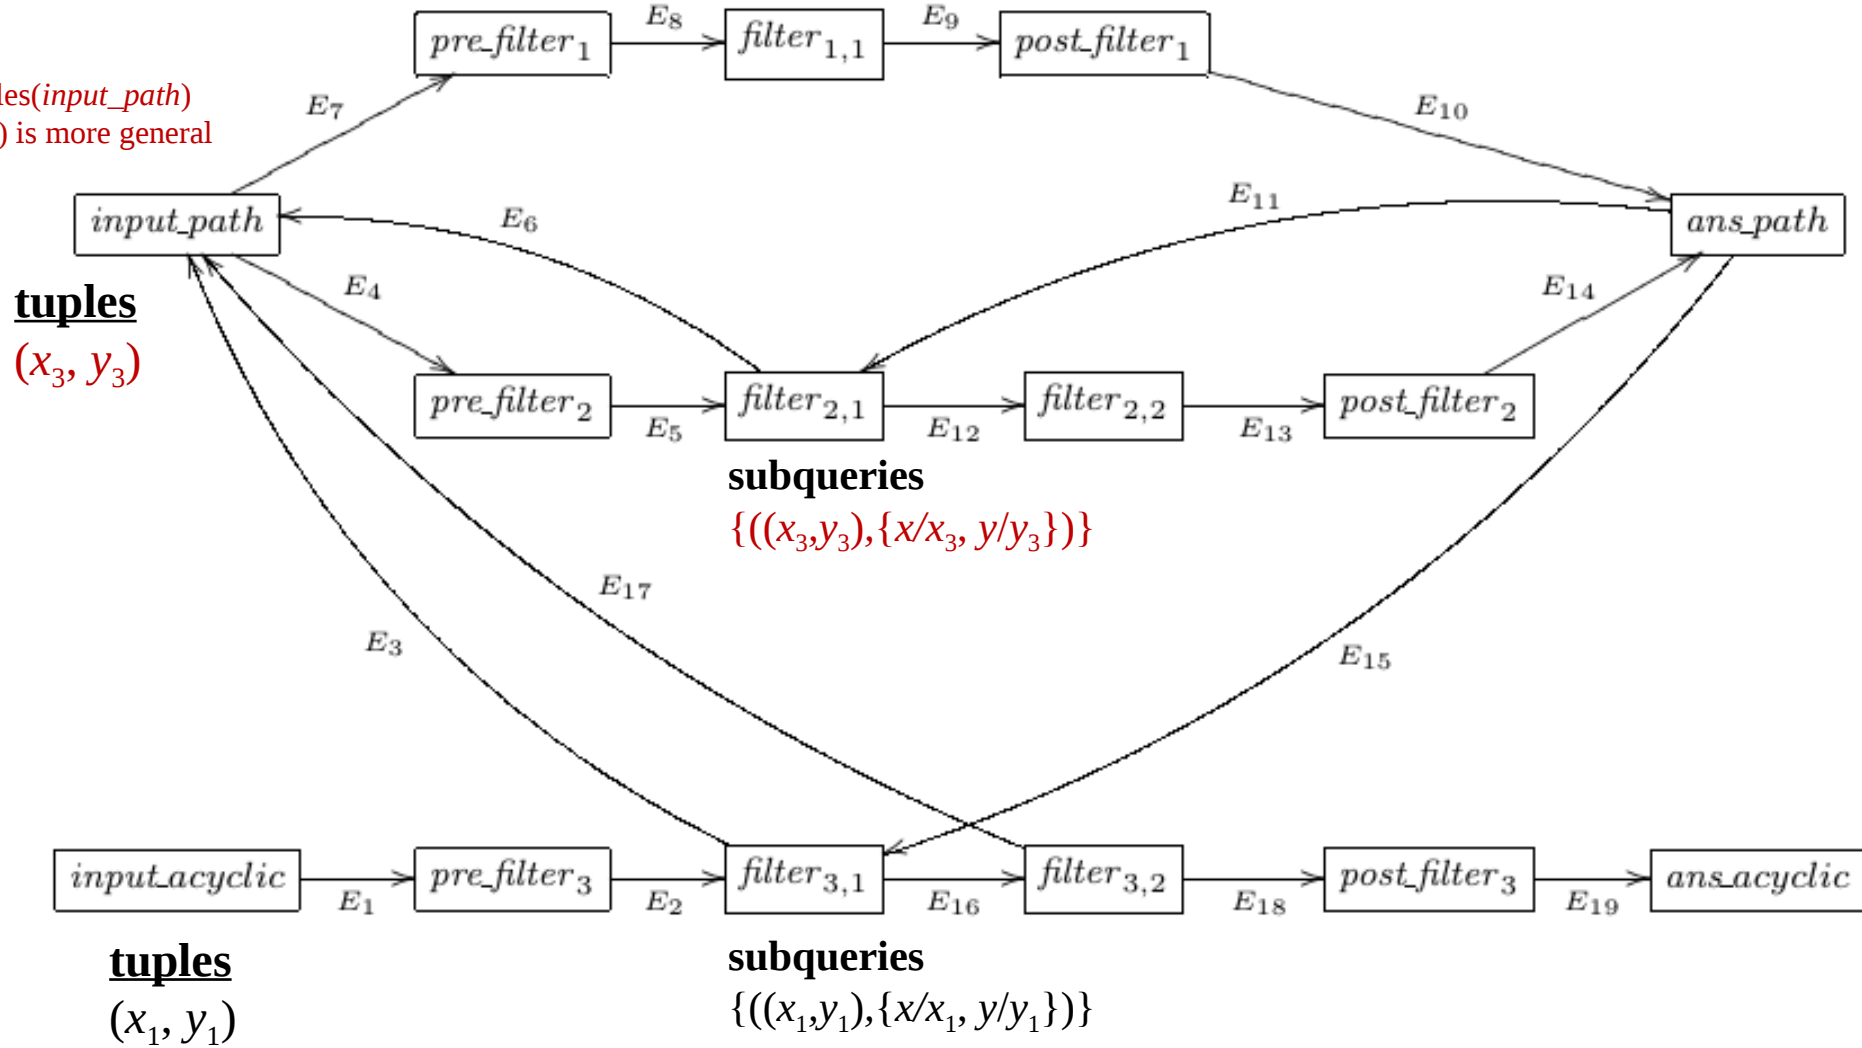 pre_filter₁ E₈ filter₁,₁ E₉ post_filter₁
(input_path)
E₇ E₁₀
) is more general
input_path E₆ E₁₁ ans_path
tuples E₄ E₁₄
(x₃, y₃)
pre_filter₂ E₅ filter₂,₁ E₁₂ filter₂,₂ E₁₃ post_filter₂
subqueries
{((x₃,y₃),{x/x₃, y/y₃})}
E₁₇
E₃ E₁₅
input_acyclic E₁ pre_filter₃ E₂ filter₃,₁ E₁₆ filter₃,₂ E₁₈ post_filter₃ E₁₉ ans_acyclic
tuples subqueries
(x₁, y₁) {((x₁,y₁),{x/x₁, y/y₁})}